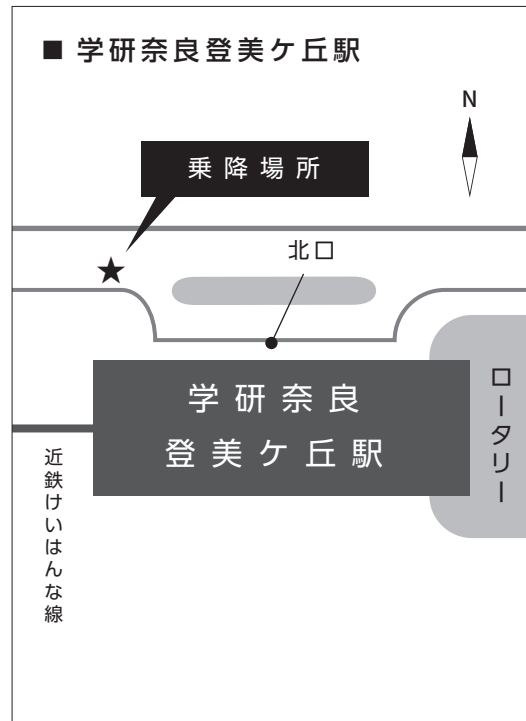 ■ 学研奈良登美ケ丘駅
N
乗降場所
北口
学研奈良
登美ケ丘駅
ロータリー
近鉄けいはんな線